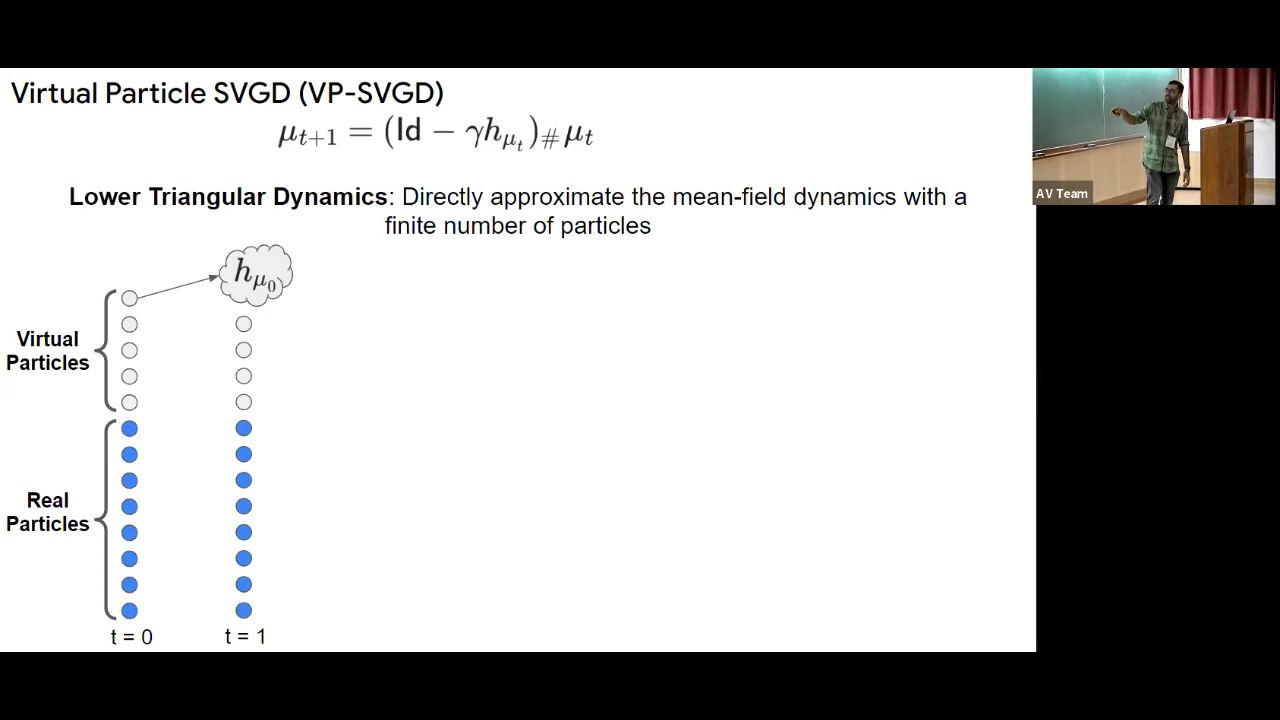 Virtual Particle SVGD (VP-SVGD)
μ_{t+1} = (Id − γh_{μ_t})_# μ_t
Lower Triangular Dynamics: Directly approximate the mean-field dynamics with a
finite number of particles
h_{μ_0}
Virtual
Particles
Real
Particles
t = 0
t = 1
AV Team